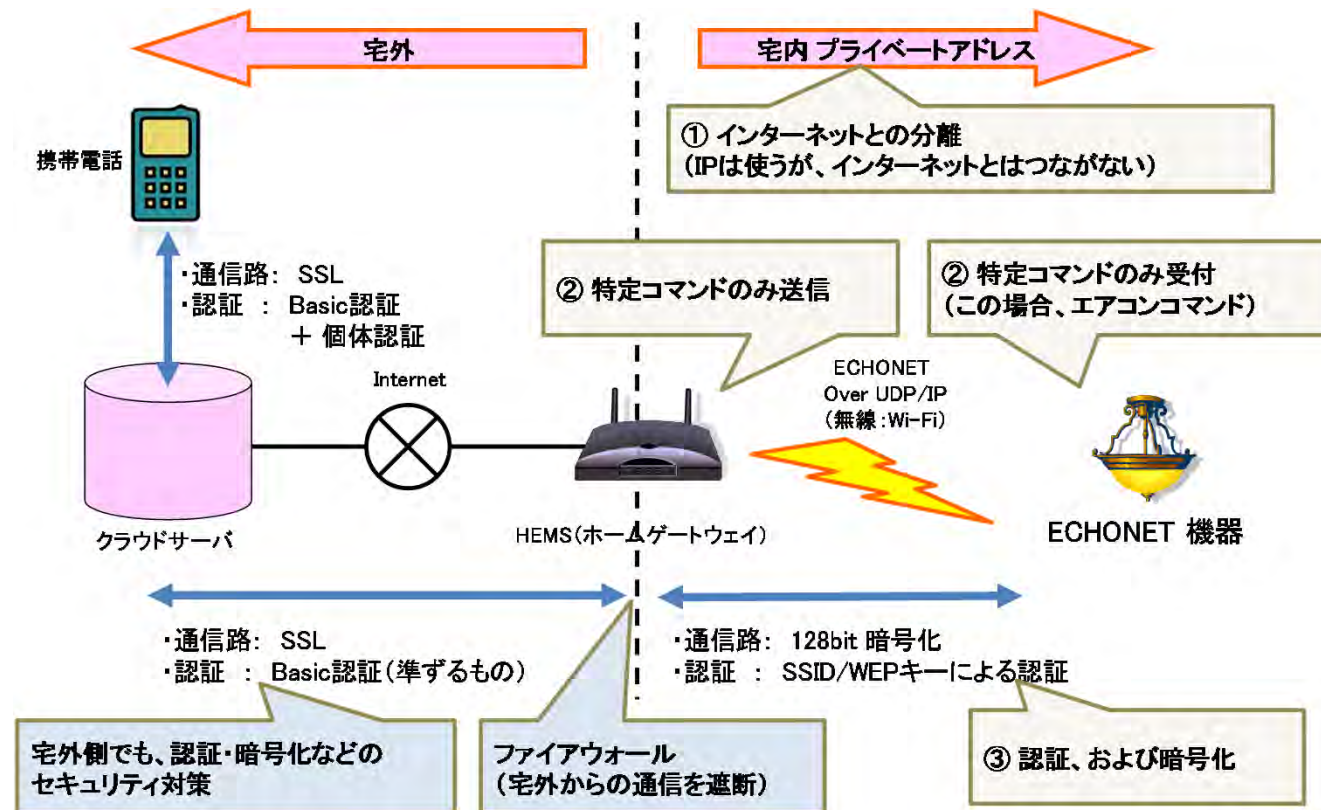 宅外
宅内 プライベートアドレス
① インターネットとの分離
(IPは使うが、インターネットとはつながない)
携帯電話
・通信路: SSL
・認証 : Basic認証
＋ 個体認証
② 特定コマンドのみ送信
② 特定コマンドのみ受付
(この場合、エアコンコマンド)
Internet
ECHONET
Over UDP/IP
(無線:Wi-Fi)
クラウドサーバ
HEMS(ホームゲートウェイ)
ECHONET 機器
・通信路: SSL
・認証 : Basic認証(準ずるもの)
・通信路: 128bit 暗号化
・認証 : SSID/WEPキーによる認証
宅外側でも、認証・暗号化などの
セキュリティ対策
ファイアウォール
(宅外からの通信を遮断)
③ 認証、および暗号化